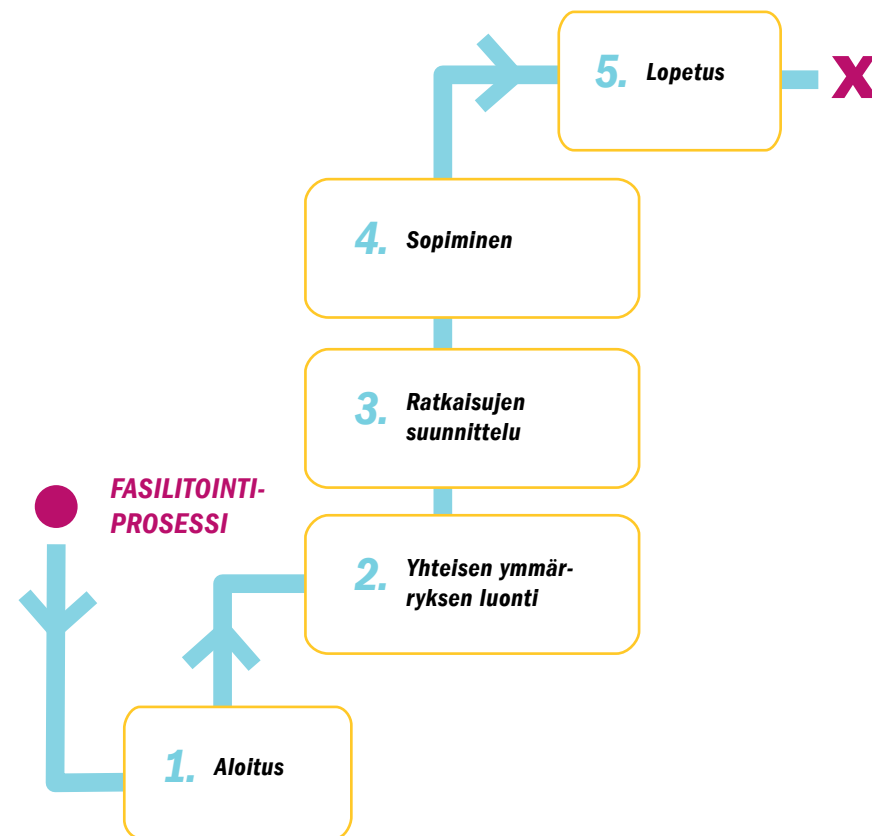 5. Lopetus
X
4. Sopiminen
3. Ratkaisujen
suunnittelu
FASILITOINTI-
PROSESSI
2. Yhteisen ymmär-
ryksen luonti
1. Aloitus